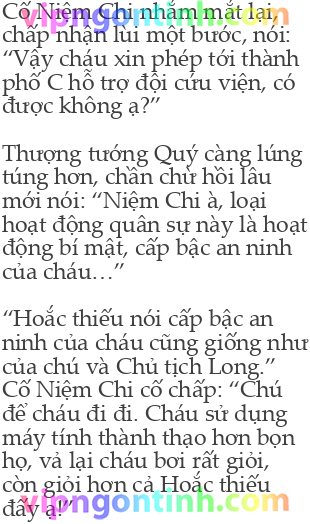 Cố Niệm Chi nhắm mắt lại,
chấp nhận lùi một bước, nói:
“Vậy cháu xin phép tới thành
phố C hỗ trợ đội cứu viện, có
được không ạ?”
Thượng tướng Quý càng lúng
túng hơn, chần chừ hồi lâu
mới nói: “Niệm Chi à, loại
hoạt động quân sự này là hoạt
động bí mật, cấp bậc an ninh
của cháu…”
“Hoắc thiếu nói cấp bậc an
ninh của cháu cũng giống như
của chú và Chủ tịch Long.”
Cố Niệm Chi cố chấp: “Chú
để cháu đi đi. Cháu sử dụng
máy tính thành thạo hơn bọn
họ, vả lại cháu bơi rất giỏi,
còn giỏi hơn cả Hoắc thiếu
đấy ạ!”
vipngontinh.com
vipngontinh.com